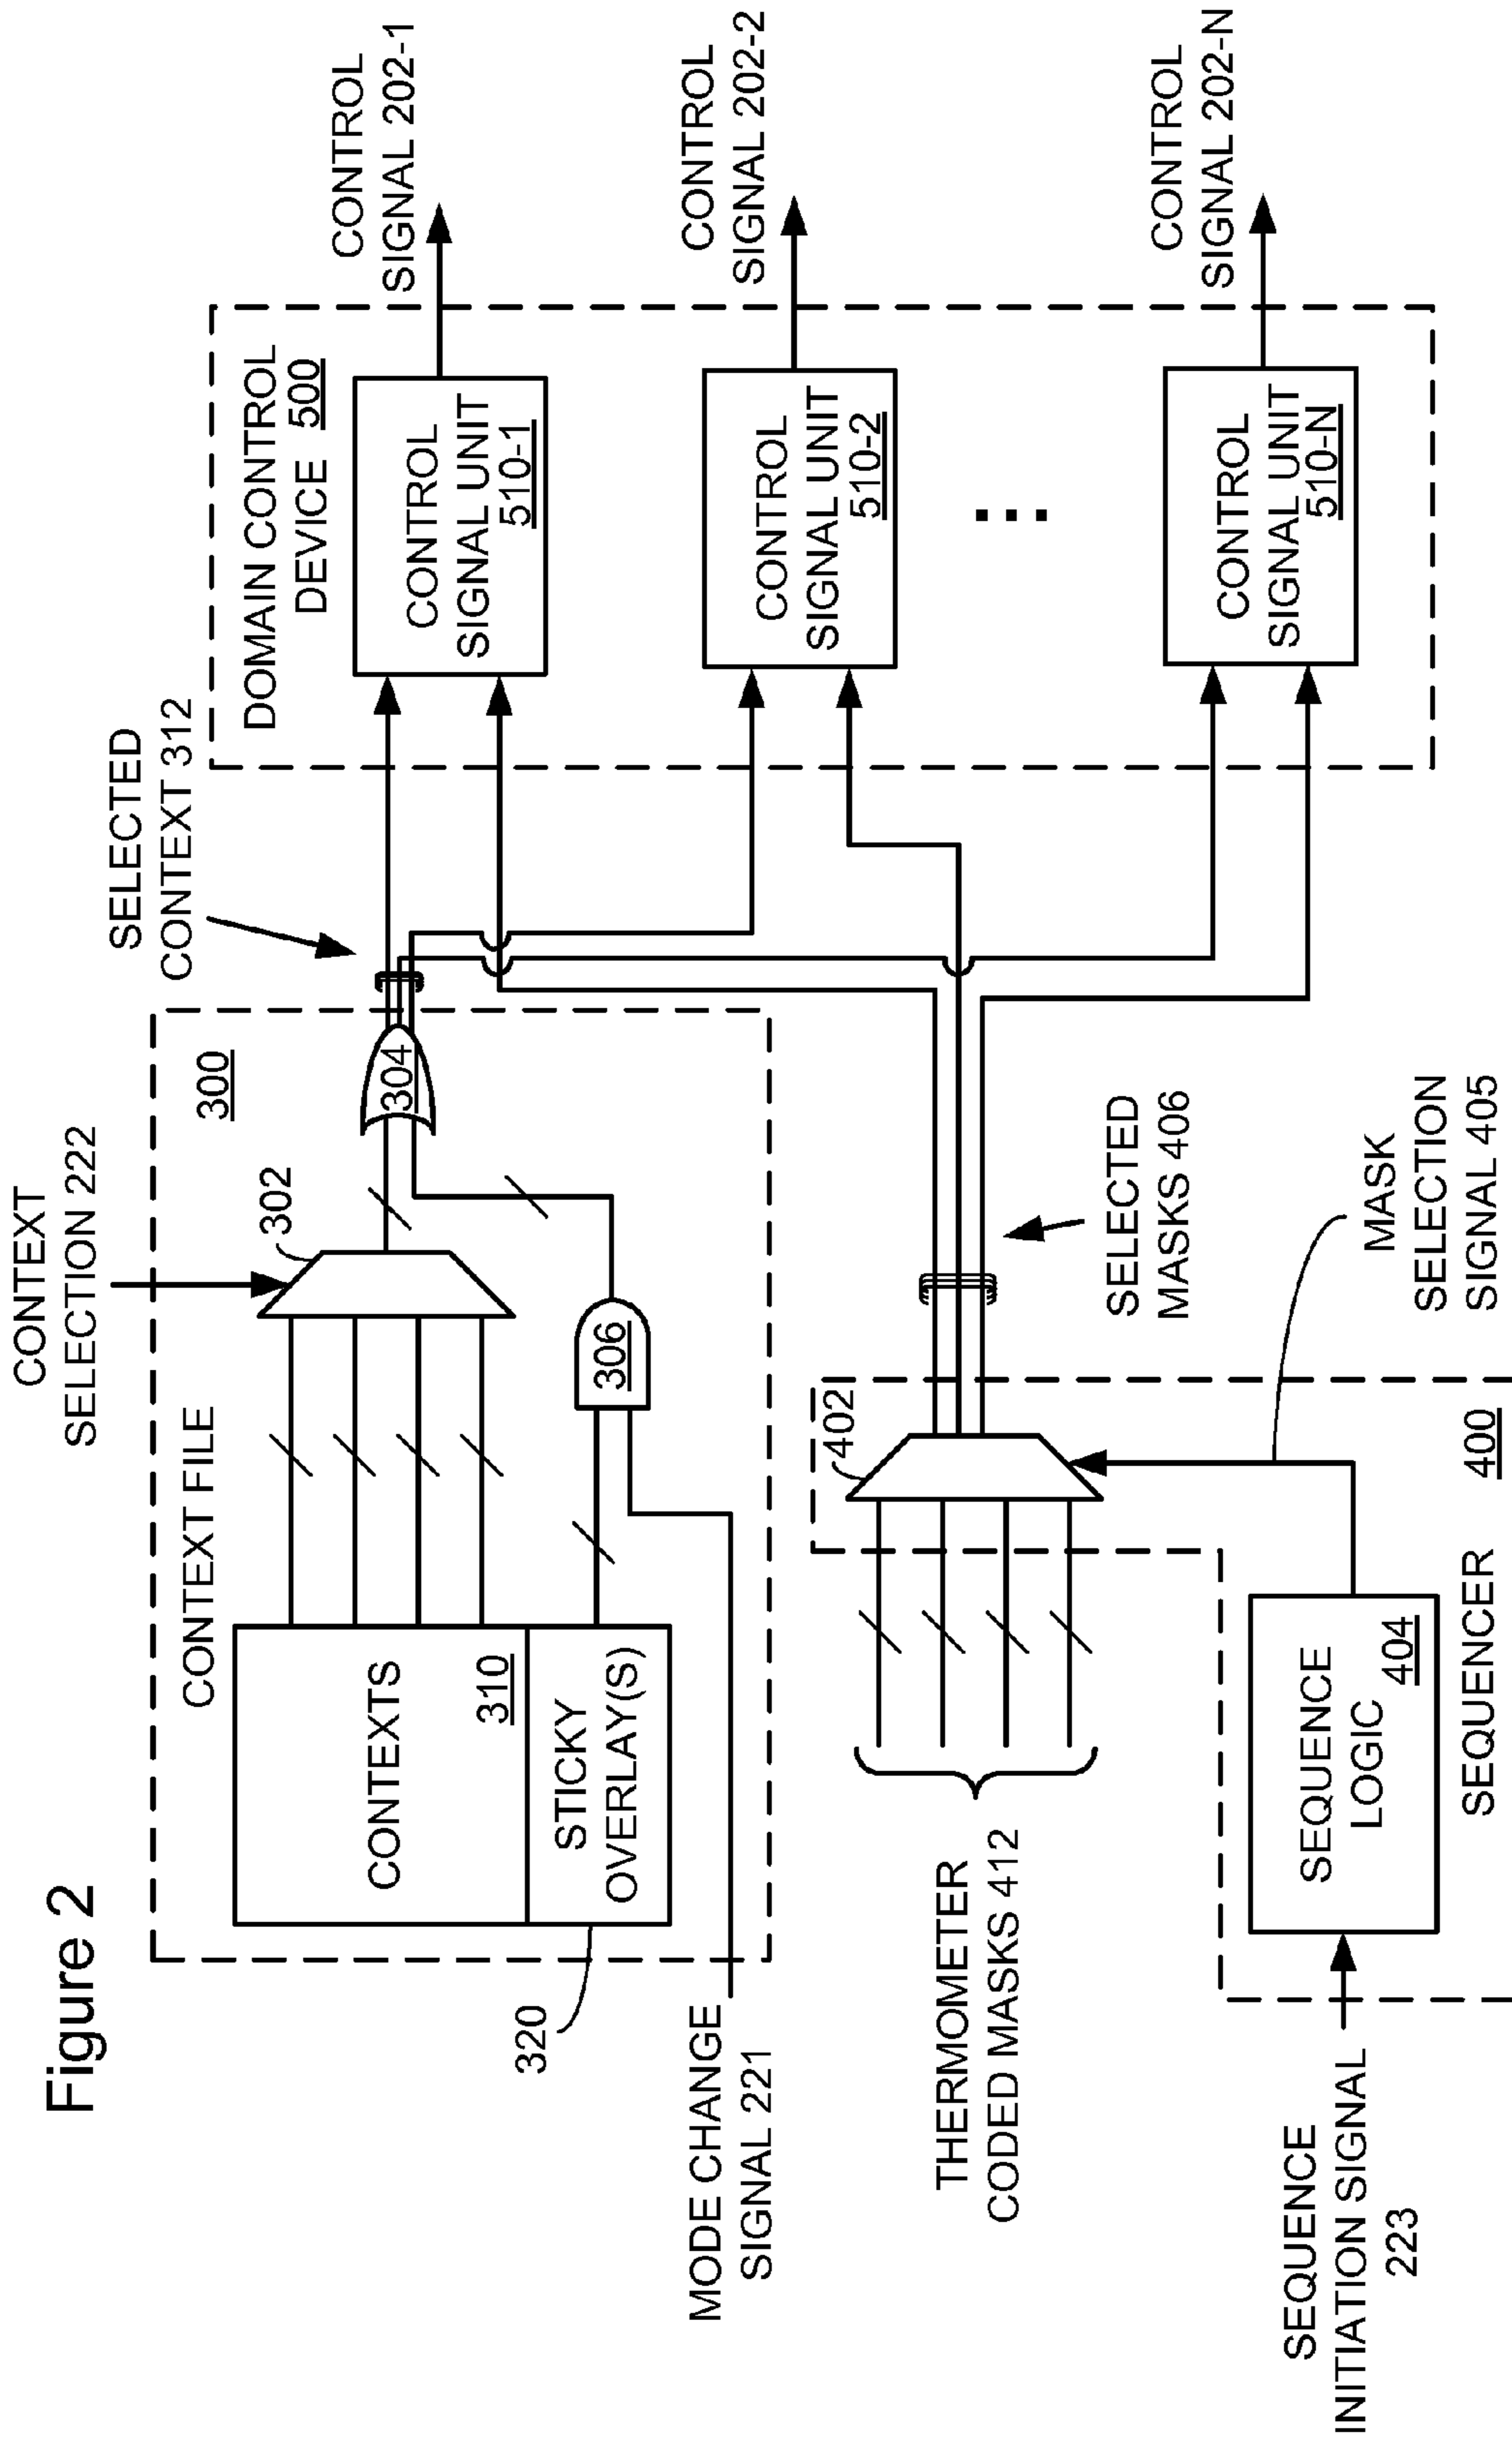 Figure 2
CONTEXT
SELECTION 222
CONTEXT FILE
300
302
CONTEXTS
310
STICKY
OVERLAY(S)
320
304
306
MODE CHANGE
SIGNAL 221
SELECTED
CONTEXT 312
DOMAIN CONTROL
DEVICE 500
CONTROL
SIGNAL UNIT
510-1
CONTROL
SIGNAL 202-1
CONTROL
SIGNAL UNIT
510-2
CONTROL
SIGNAL 202-2
...
CONTROL
SIGNAL UNIT
510-N
CONTROL
SIGNAL 202-N
THERMOMETER
CODED MASKS 412
402
SELECTED
MASKS 406
MASK
SELECTION
SIGNAL 405
SEQUENCE
LOGIC
404
SEQUENCER
400
SEQUENCE
INITIATION SIGNAL
223